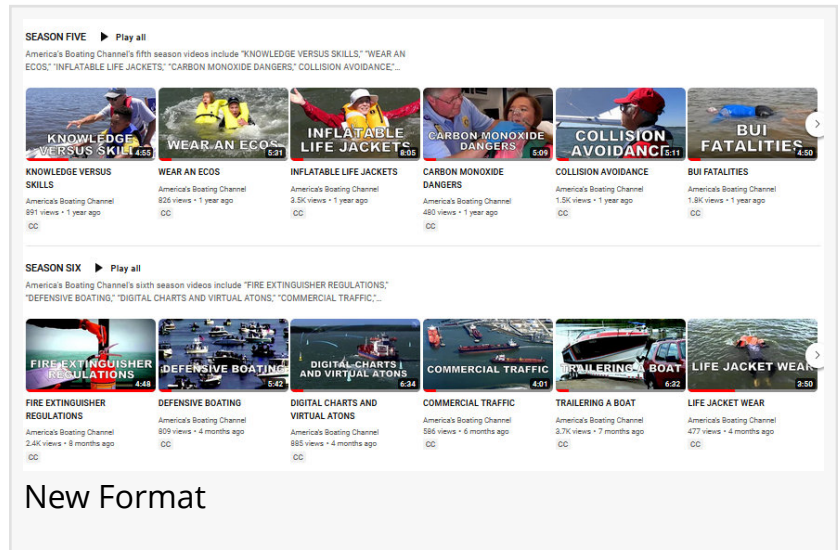 SEASON FIVE ▶ Play all
America's Boating Channel's fifth season videos include "KNOWLEDGE VERSUS SKILLS," "WEAR AN
ECOS," "INFLATABLE LIFE JACKETS," "CARBON MONOXIDE DANGERS," COLLISION AVOIDANCE,"...
KNOWLEDGE
VERSUS SKILL
4:55
WEAR AN ECOS
5:31
INFLATABLE
LIFE JACKETS
8:05
CARBON MONOXIDE
DANGERS
5:09
COLLISION
AVOIDANCE
5:11
BUI
FATALITIES
4:50
KNOWLEDGE VERSUS
SKILLS
America's Boating Channel
891 views • 1 year ago
CC
WEAR AN ECOS
America's Boating Channel
826 views • 1 year ago
CC
INFLATABLE LIFE JACKETS
America's Boating Channel
3.5K views • 1 year ago
CC
CARBON MONOXIDE
DANGERS
America's Boating Channel
480 views • 1 year ago
CC
COLLISION AVOIDANCE
America's Boating Channel
1.5K views • 1 year ago
CC
BUI FATALITIES
America's Boating Channel
1.8K views • 1 year ago
CC
SEASON SIX ▶ Play all
America's Boating Channel's sixth season videos include "FIRE EXTINGUISHER REGULATIONS,"
"DEFENSIVE BOATING," "DIGITAL CHARTS AND VIRTUAL ATONS," "COMMERCIAL TRAFFIC,"...
FIRE EXTINGUISHER
REGULATIONS
4:48
DEFENSIVE BOATING
5:42
DIGITAL CHARTS
AND VIRTUAL ATONS
6:34
COMMERCIAL TRAFFIC
4:01
TRAILERING A BOAT
6:32
LIFE JACKET WEAR
3:50
FIRE EXTINGUISHER
REGULATIONS
America's Boating Channel
2.4K views • 8 months ago
CC
DEFENSIVE BOATING
America's Boating Channel
809 views • 4 months ago
CC
DIGITAL CHARTS AND
VIRTUAL ATONS
America's Boating Channel
885 views • 4 months ago
CC
COMMERCIAL TRAFFIC
America's Boating Channel
586 views • 6 months ago
CC
TRAILERING A BOAT
America's Boating Channel
3.7K views • 7 months ago
CC
LIFE JACKET WEAR
America's Boating Channel
477 views • 4 months ago
CC
New Format